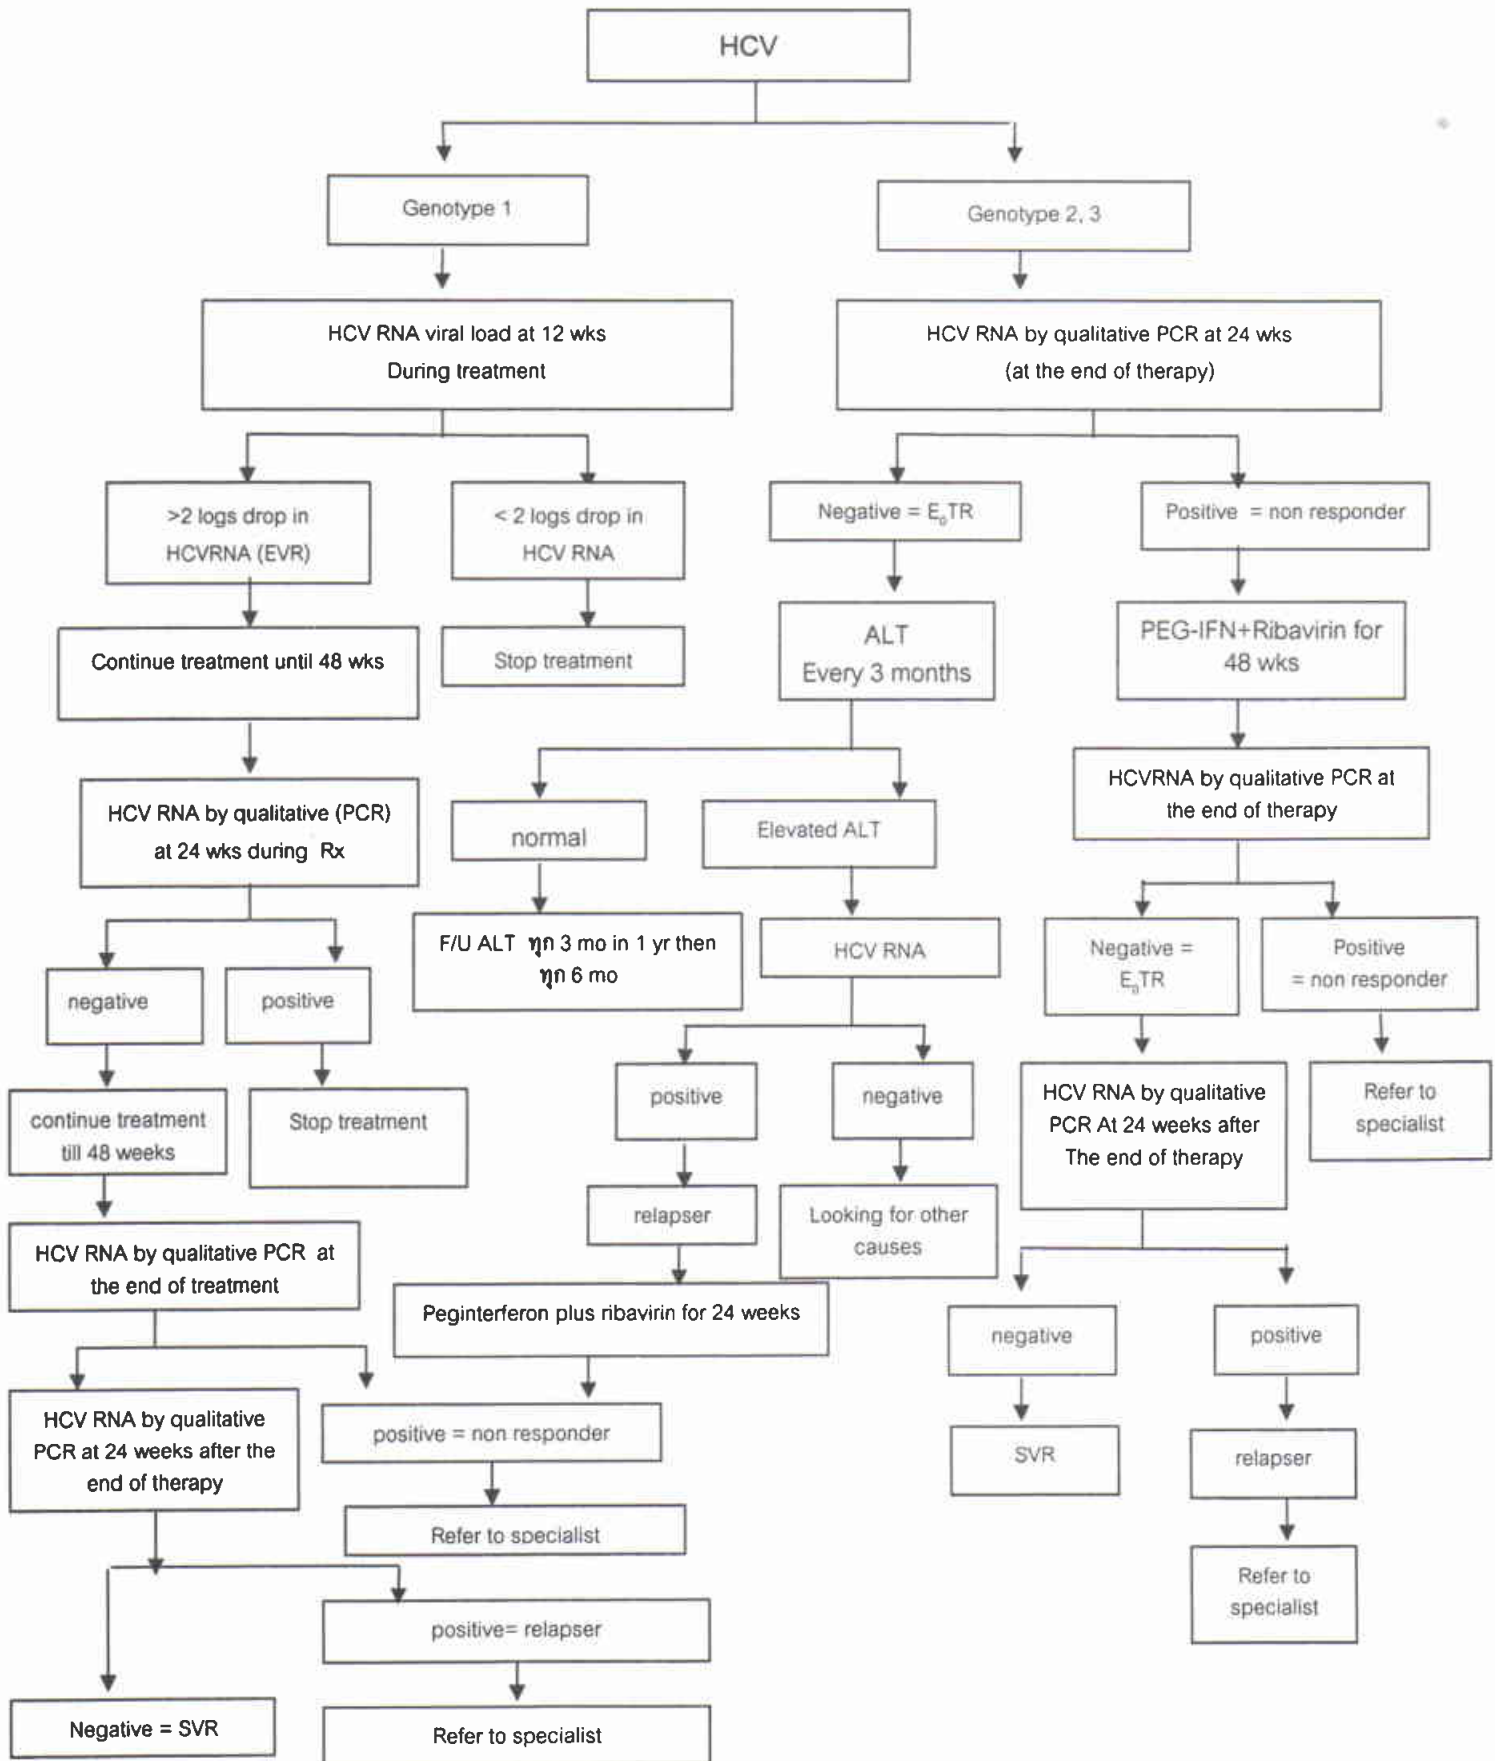 HCV
Genotype 1
Genotype 2, 3
HCV RNA viral load at 12 wks
During treatment
HCV RNA by qualitative PCR at 24 wks
(at the end of therapy)
>2 logs drop in
HCVRNA (EVR)
< 2 logs drop in
HCV RNA
Negative = E₀TR
Positive = non responder
Continue treatment until 48 wks
Stop treatment
ALT
Every 3 months
PEG-IFN+Ribavirin for
48 wks
HCV RNA by qualitative (PCR)
at 24 wks during Rx
normal
Elevated ALT
HCVRNA by qualitative PCR at
the end of therapy
negative
positive
F/U ALT ทุก 3 mo in 1 yr then
ทุก 6 mo
HCV RNA
Negative =
E₀TR
Positive
= non responder
continue treatment
till 48 weeks
Stop treatment
positive
negative
HCV RNA by qualitative
PCR At 24 weeks after
The end of therapy
Refer to
specialist
HCV RNA by qualitative PCR at
the end of treatment
relapser
Looking for other
causes
Peginterferon plus ribavirin for 24 weeks
negative
positive
HCV RNA by qualitative
PCR at 24 weeks after the
end of therapy
positive = non responder
SVR
relapser
Refer to specialist
Refer to
specialist
positive= relapser
Negative = SVR
Refer to specialist